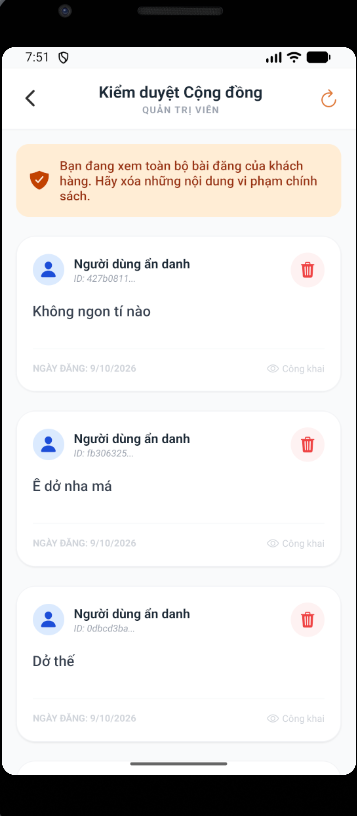 7:51
Kiểm duyệt Cộng đồng
QUẢN TRỊ VIÊN
Bạn đang xem toàn bộ bài đăng của khách
hàng. Hãy xóa những nội dung vi phạm chính
sách.
Người dùng ẩn danh
ID: 427b0811...
Không ngon tí nào
NGÀY ĐĂNG: 9/10/2026 Công khai
Người dùng ẩn danh
ID: fb306325...
Ê dở nha má
NGÀY ĐĂNG: 9/10/2026 Công khai
Người dùng ẩn danh
ID: 0dbcd3ba...
Dở thế
NGÀY ĐĂNG: 9/10/2026 Công khai